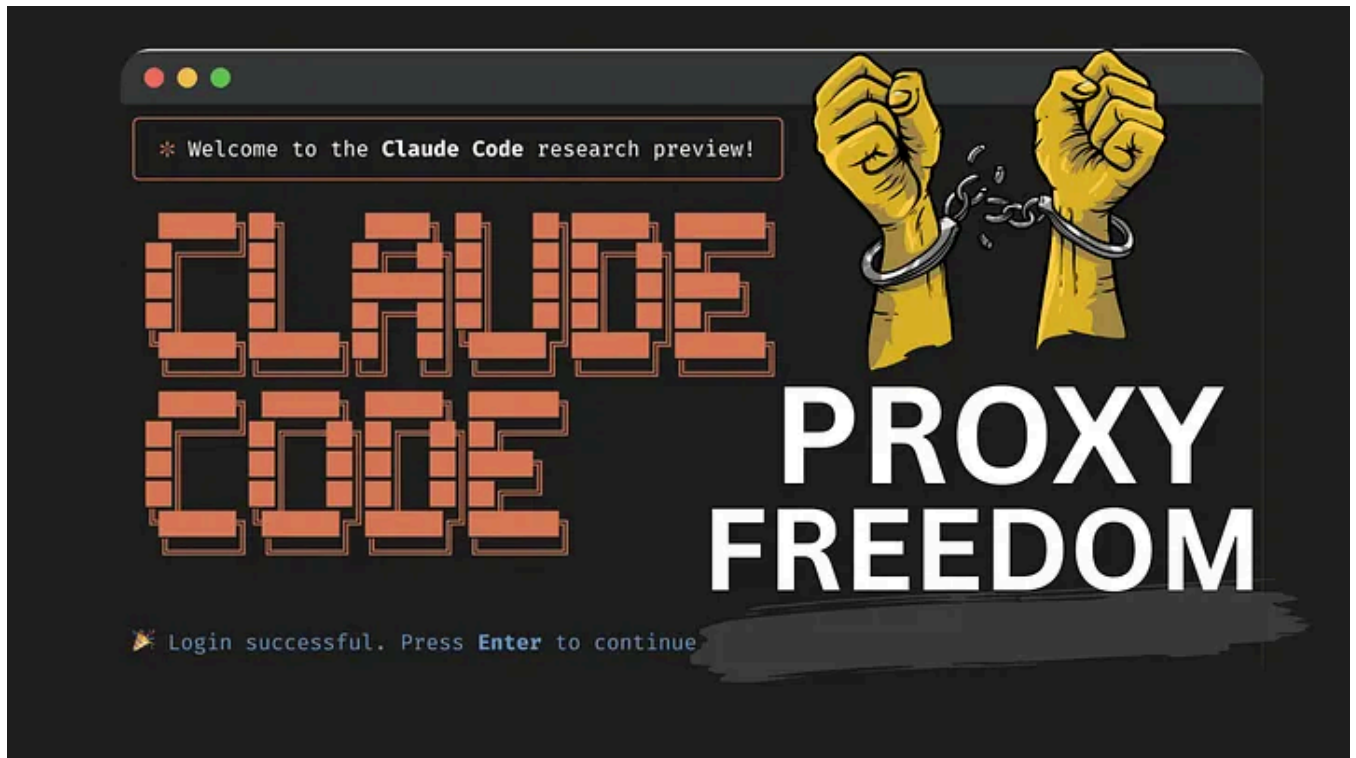 * Welcome to the Claude Code research preview!
CLAUDE
CODE
PROXY
FREEDOM
🎉 Login successful. Press Enter to continue